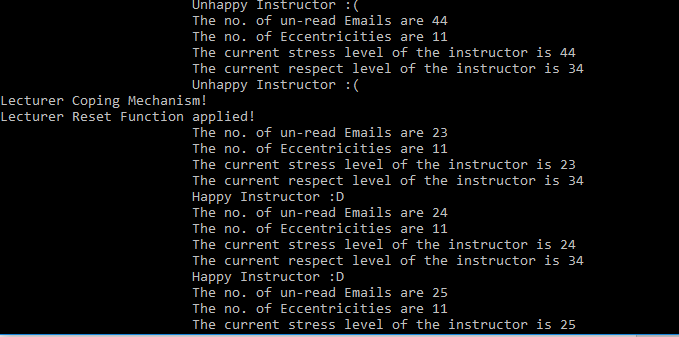 Unhappy Instructor :(
The no. of un-read Emails are 44
The no. of Eccentricities are 11
The current stress level of the instructor is 44
The current respect level of the instructor is 34
Unhappy Instructor :(
Lecturer Coping Mechanism!
Lecturer Reset Function applied!
The no. of un-read Emails are 23
The no. of Eccentricities are 11
The current stress level of the instructor is 23
The current respect level of the instructor is 34
Happy Instructor :D
The no. of un-read Emails are 24
The no. of Eccentricities are 11
The current stress level of the instructor is 24
The current respect level of the instructor is 34
Happy Instructor :D
The no. of un-read Emails are 25
The no. of Eccentricities are 11
The current stress level of the instructor is 25